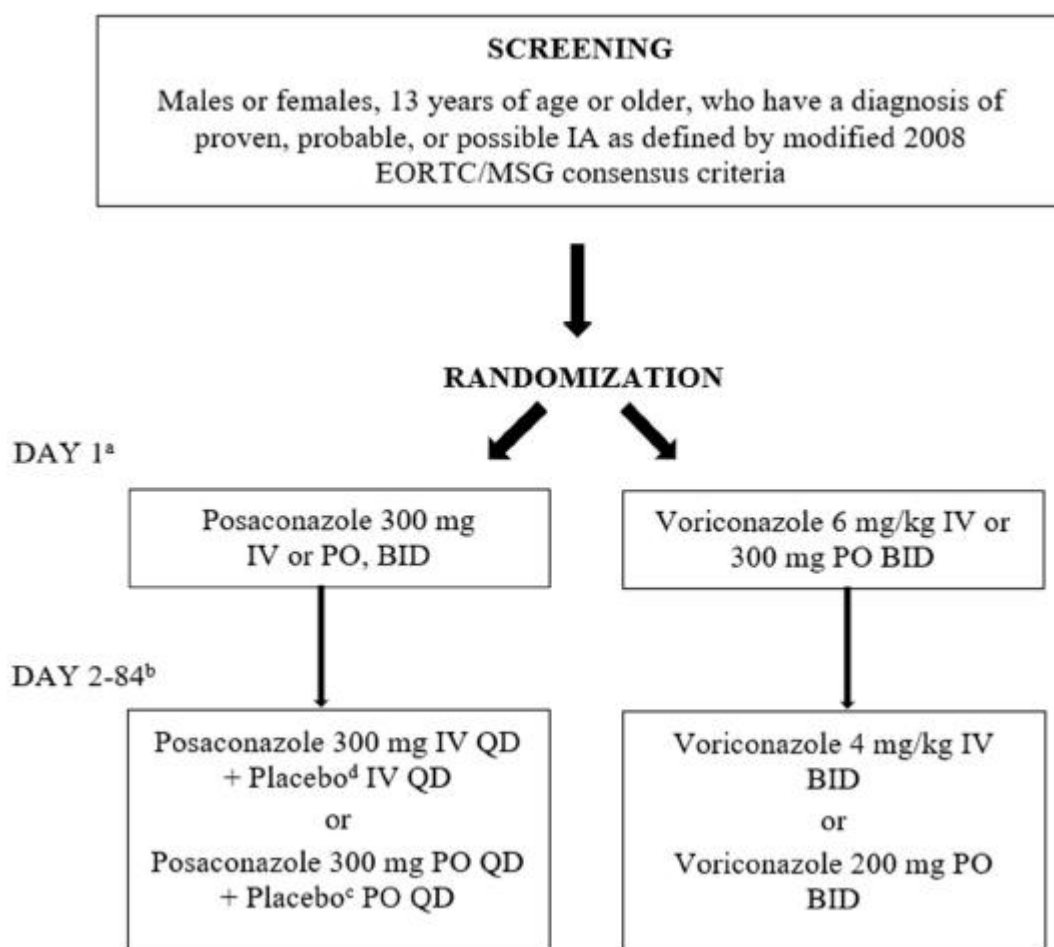 SCREENING
Males or females, 13 years of age or older, who have a diagnosis of
proven, probable, or possible IA as defined by modified 2008
EORTC/MSG consensus criteria
RANDOMIZATION
DAY 1ᵃ
Posaconazole 300 mg
IV or PO, BID
Voriconazole 6 mg/kg IV or
300 mg PO BID
DAY 2-84ᵇ
Posaconazole 300 mg IV QD
+ Placeboᵈ IV QD
or
Posaconazole 300 mg PO QD
+ Placeboᶜ PO QD
Voriconazole 4 mg/kg IV
BID
or
Voriconazole 200 mg PO
BID